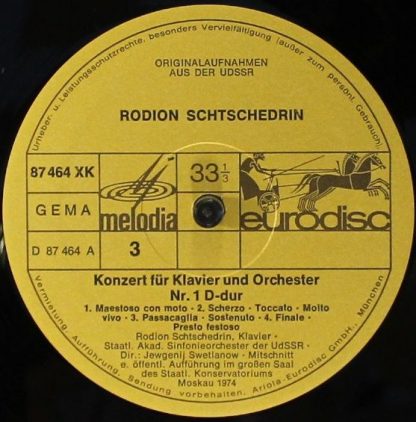 Urheber- u. Leistungsschutzrechte, besonders Vervielfältigung (außer zum persönl. Gebrauch),
ORIGINALAUFNAHMEN
AUS DER UDSSR
RODION SCHTSCHEDRIN
87 464 XK
33 1/3
GEMA
melodia
eurodisc
D 87 464 A
3
Konzert für Klavier und Orchester
Nr. 1 D-dur
1. Maestoso con moto · 2. Scherzo · Toccato · Molto
vivo · 3. Passacaglia · Sostenuto · 4. Finale ·
Presto festoso
Rodion Schtschedrin, Klavier ·
Staatl. Akad. Sinfonieorchester der UdSSR ·
Dir.: Jewgenij Swetlanow · Mitschnitt
e. öffentl. Aufführung im großen Saal
des Staatl. Konservatoriums
Moskau 1974
Vermietung, Aufführung, Sendung vorbehalten. Ariola-Eurodisc GmbH., München